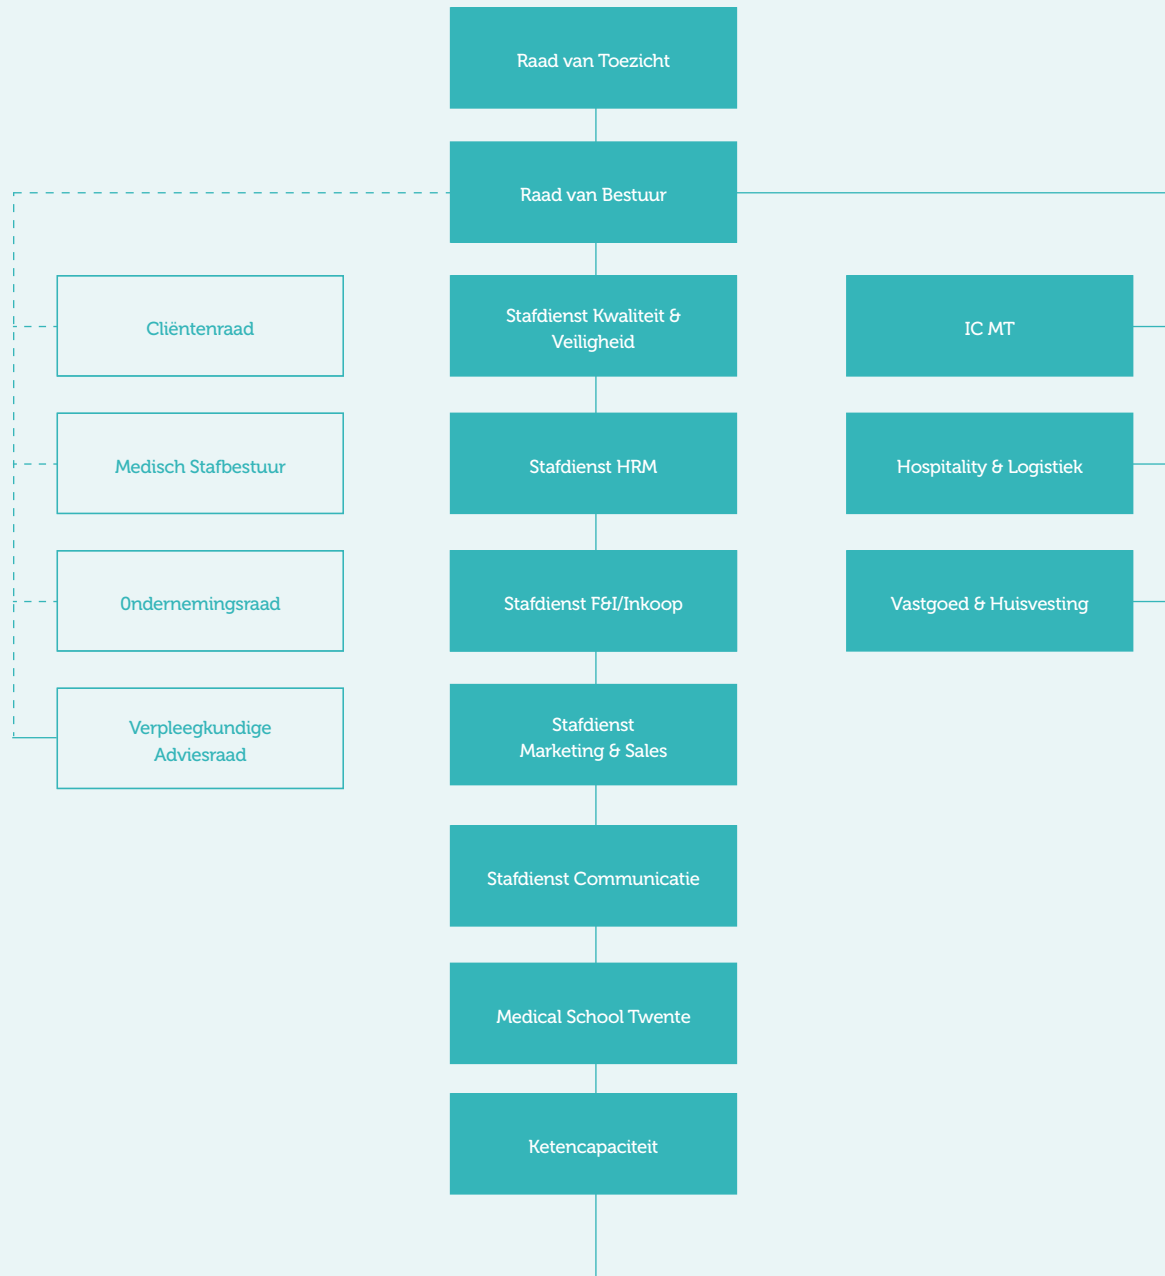 Raad van Toezicht
Raad van Bestuur
Cliëntenraad
Stafdienst Kwaliteit &
Veiligheid
IC MT
Medisch Stafbestuur
Stafdienst HRM
Hospitality & Logistiek
0ndernemingsraad
Stafdienst F&I/Inkoop
Vastgoed & Huisvesting
Verpleegkundige
Adviesraad
Stafdienst
Marketing & Sales
Stafdienst Communicatie
Medical School Twente
Ketencapaciteit